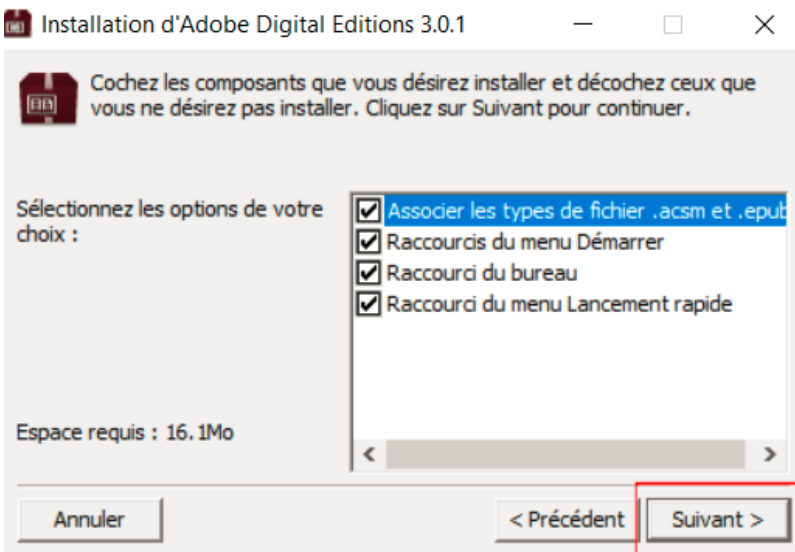 Installation d'Adobe Digital Editions 3.0.1
Cochez les composants que vous désirez installer et décochez ceux que
vous ne désirez pas installer. Cliquez sur Suivant pour continuer.
Sélectionnez les options de votre
choix :
Associer les types de fichier .acsm et .epub
Raccourcis du menu Démarrer
Raccourci du bureau
Raccourci du menu Lancement rapide
Espace requis : 16.1Mo
Annuler
< Précédent
Suivant >